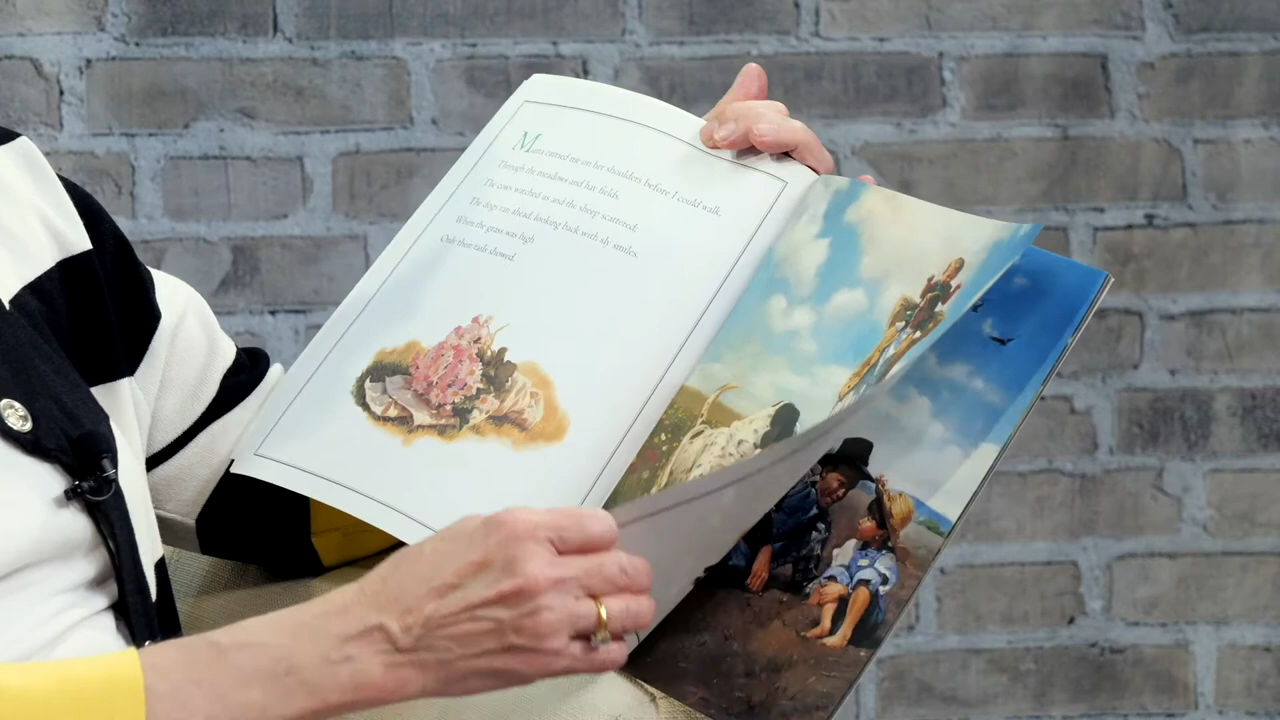 Mama carried me on her shoulders before I could walk,
Through the meadows and hay fields.
The cows watched us and the sheep scattered;
The dogs ran ahead, looking back with sly smiles.
When the grass was high
Only their tails showed.